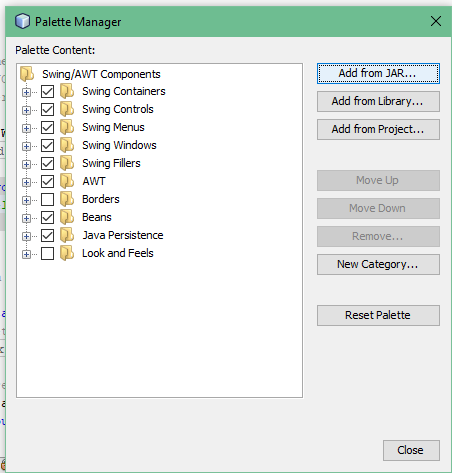 Palette Manager
Palette Content:
Swing/AWT Components
Swing Containers
Swing Controls
Swing Menus
Swing Windows
Swing Fillers
AWT
Borders
Beans
Java Persistence
Look and Feels
Add from JAR...
Add from Library...
Add from Project...
Move Up
Move Down
Remove...
New Category...
Reset Palette
Close